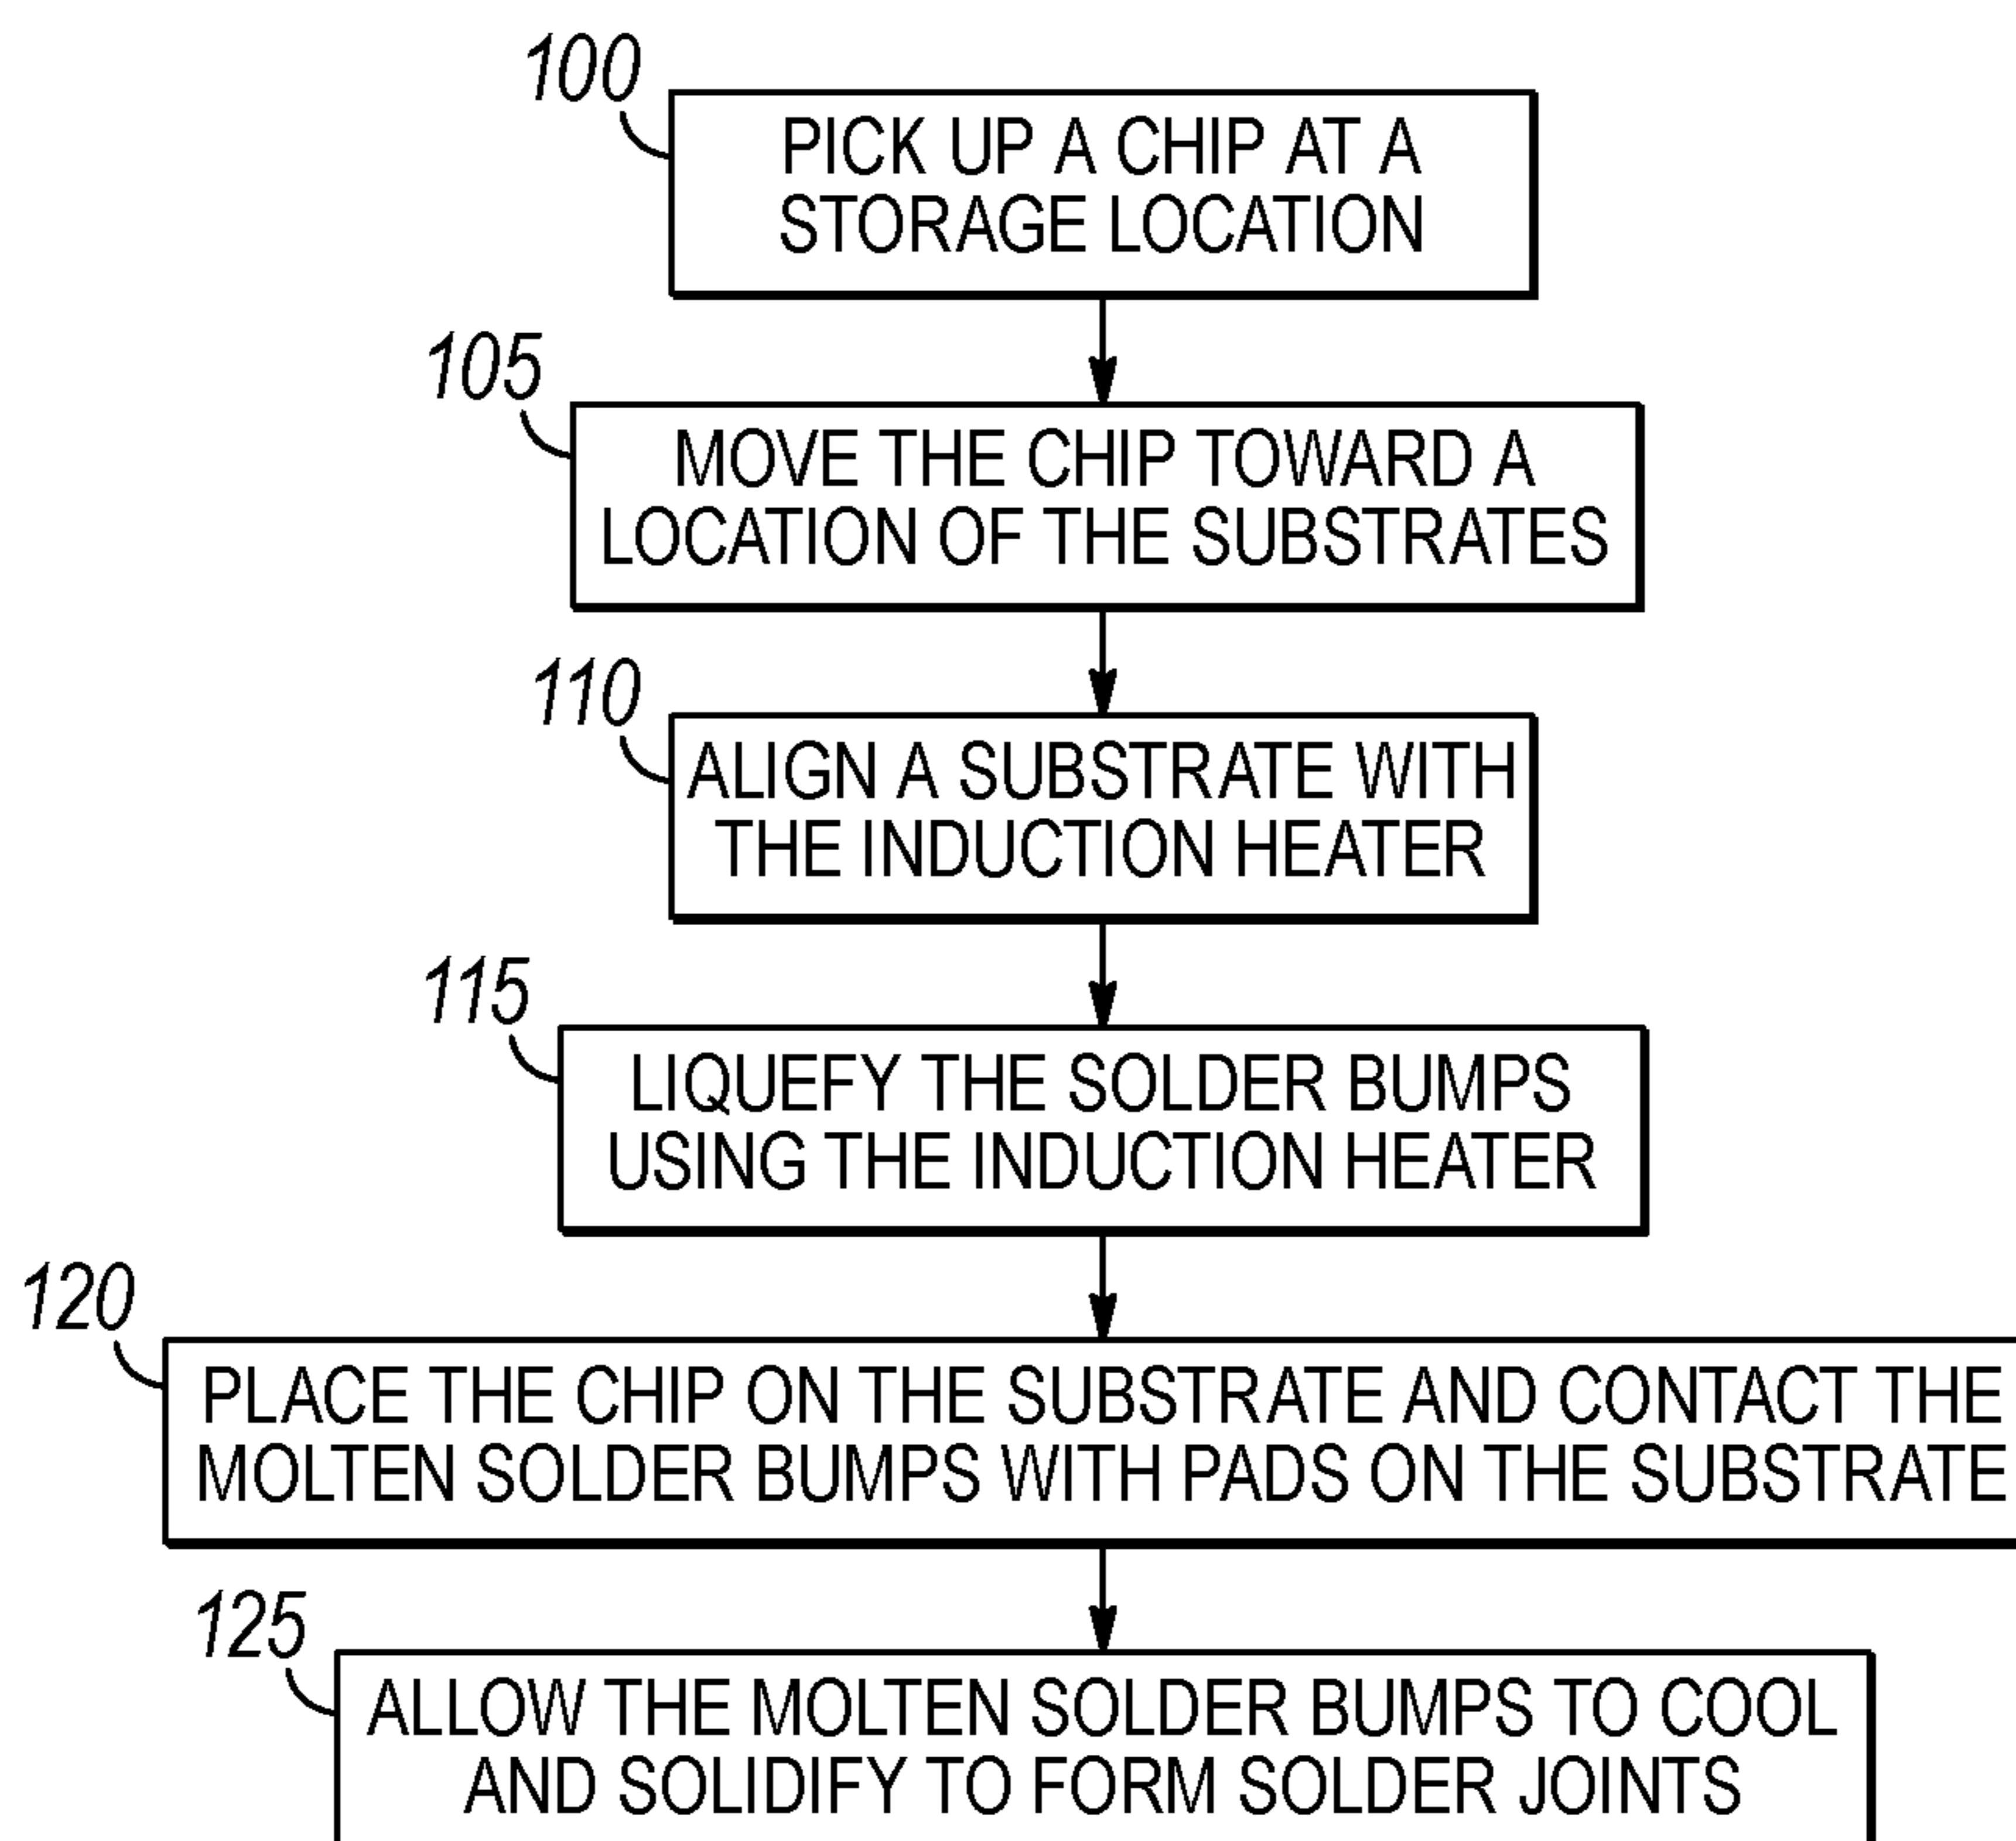 100
PICK UP A CHIP AT A
STORAGE LOCATION
105
MOVE THE CHIP TOWARD A
LOCATION OF THE SUBSTRATES
110
ALIGN A SUBSTRATE WITH
THE INDUCTION HEATER
115
LIQUEFY THE SOLDER BUMPS
USING THE INDUCTION HEATER
120
PLACE THE CHIP ON THE SUBSTRATE AND CONTACT THE
MOLTEN SOLDER BUMPS WITH PADS ON THE SUBSTRATE
125
ALLOW THE MOLTEN SOLDER BUMPS TO COOL
AND SOLIDIFY TO FORM SOLDER JOINTS